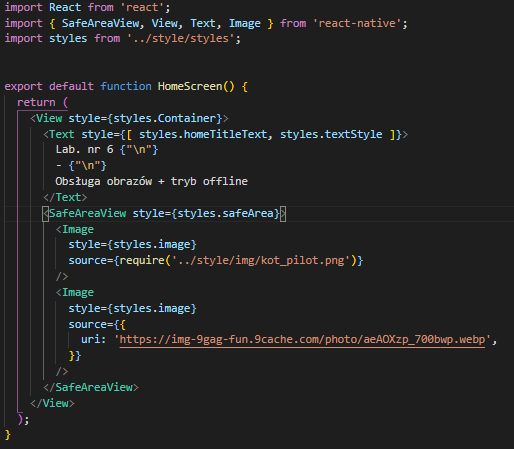 import React from 'react';
import { SafeAreaView, View, Text, Image } from 'react-native';
import styles from '../style/styles';
export default function HomeScreen() {
return (
<View style={styles.Container}>
<Text style={[ styles.homeTitleText, styles.textStyle ]}>
Lab. nr 6 {"\n"}
- {"\n"}
Obsługa obrazów + tryb offline
</Text>
<SafeAreaView style={styles.safeArea}>
<Image
style={styles.image}
source={require('../style/img/kot_pilot.png')}
/>
<Image
style={styles.image}
source={{
uri: 'https://img-9gag-fun.9cache.com/photo/aeAOXzp_700bwp.webp',
}}
/>
</SafeAreaView>
</View>
);
}